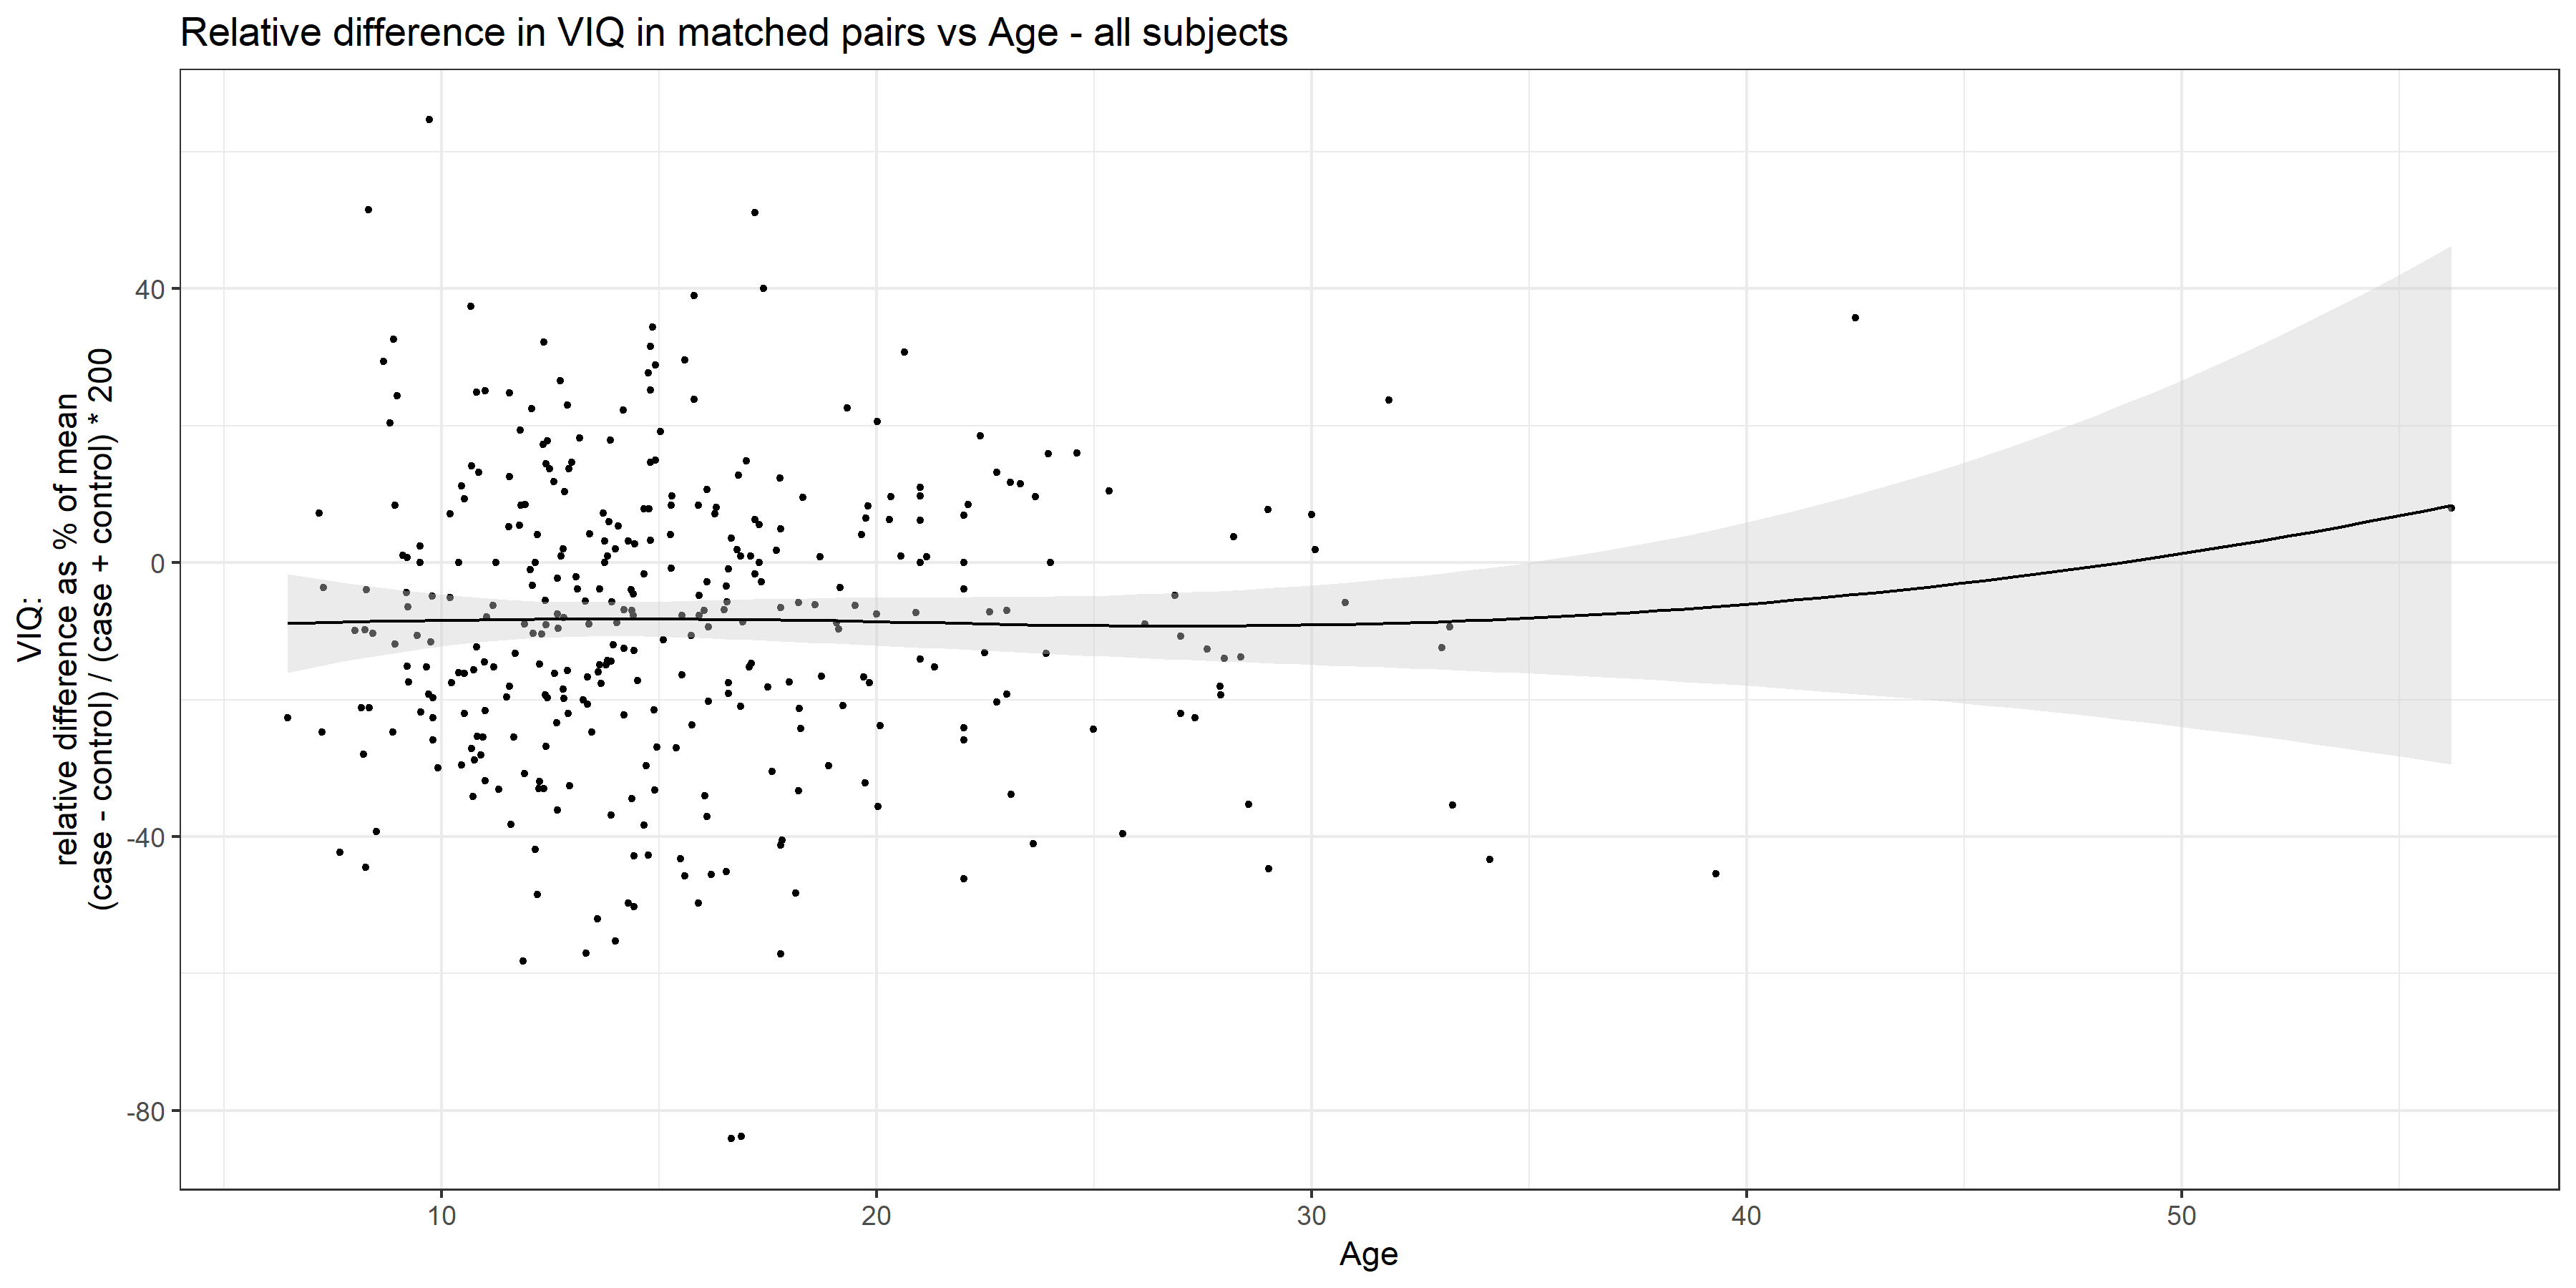 Relative difference in VIQ in matched pairs vs Age - all subjects
VIQ:
relative difference as % of mean
(case - control) / (case + control) * 200
40
0
-40
-80
10
20
30
40
50
Age